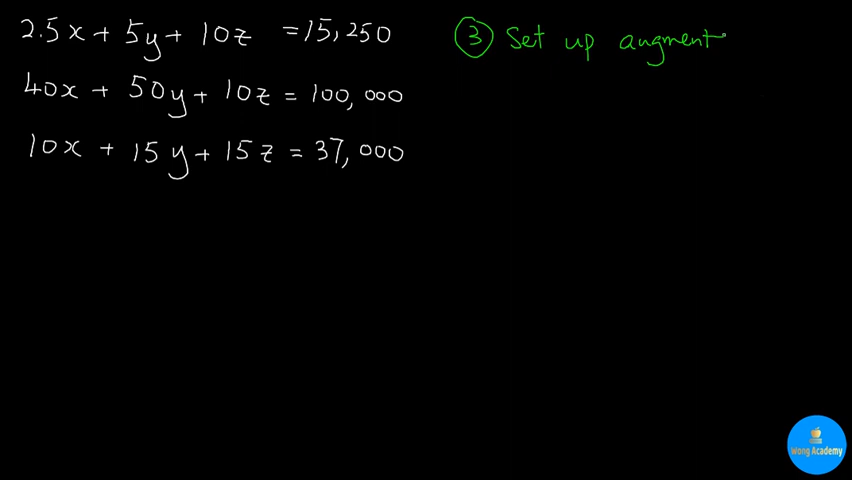 2.5x + 5y + 10z = 15,250
40x + 50y + 10z = 100,000
10x + 15y + 15z = 37,000
③ Set up augment
Wong Academy